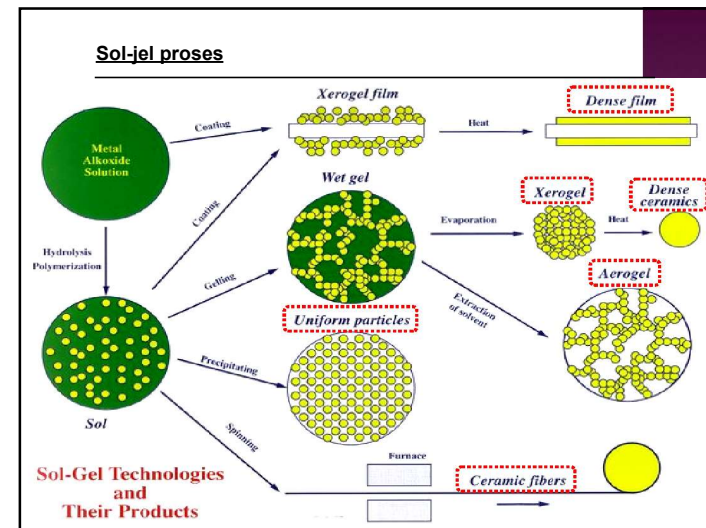 Sol-jel proses
Xerogel film
Dense film
Coating
Heat
Metal
Alkoxide
Solution
Wet gel
Xerogel
Dense
ceramics
Coating
Evaporation
Heat
Hydrolysis
Polymerization
Gelling
Aerogel
Extraction
of solvent
Uniform particles
Precipitating
Sol
Spinning
Furnace
Ceramic fibers
Sol-Gel Technologies
and
Their Products